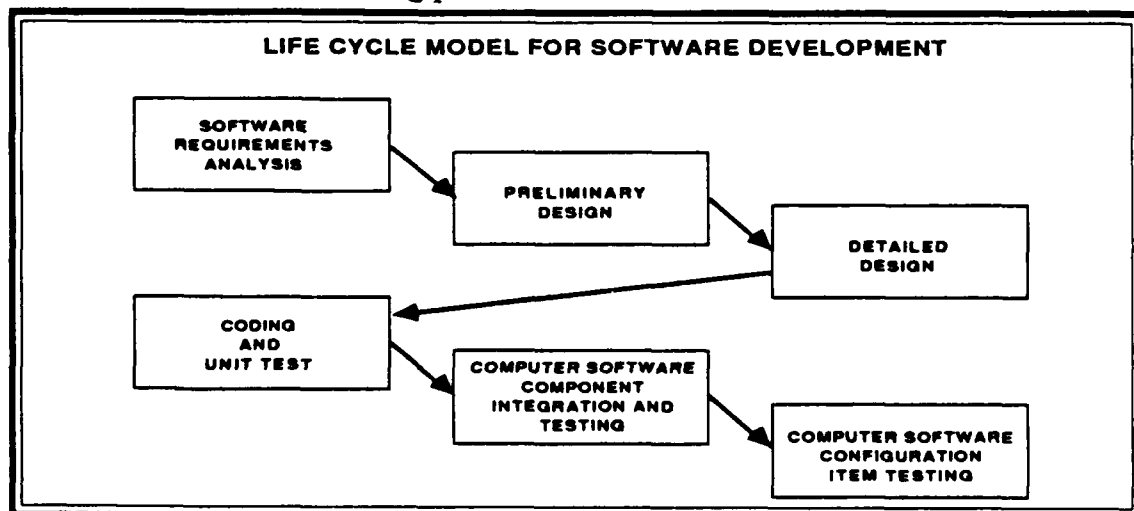 LIFE CYCLE MODEL FOR SOFTWARE DEVELOPMENT
SOFTWARE
REQUIREMENTS
ANALYSIS
PRELIMINARY
DESIGN
DETAILED
DESIGN
CODING
AND
UNIT TEST
COMPUTER SOFTWARE
COMPONENT
INTEGRATION AND
TESTING
COMPUTER SOFTWARE
CONFIGURATION
ITEM TESTING